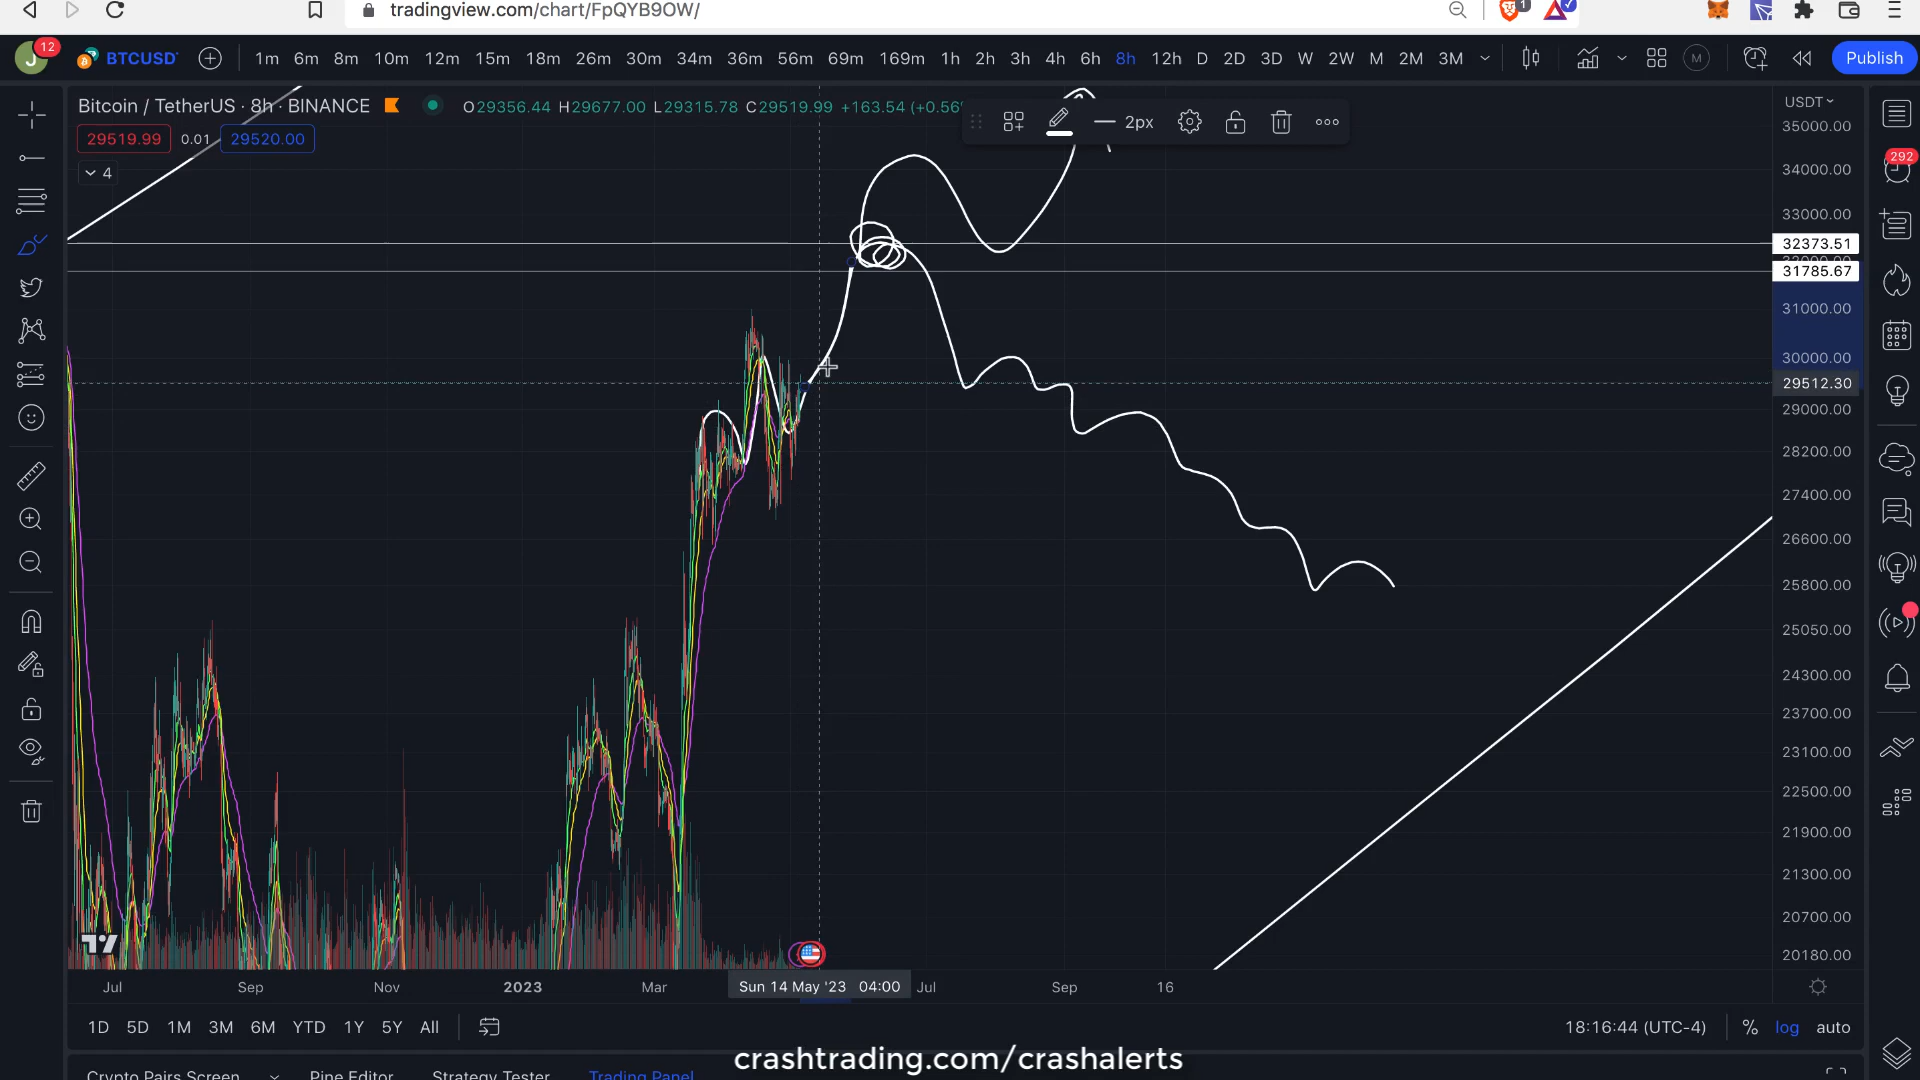 tradingview.com/chart/FpQYB9OW/
1
J
12
BTCUSD
1m 6m 8m 10m 12m 15m 18m 26m 30m 34m 36m 56m 69m 169m 1h 2h 3h 4h 6h 8h 12h D 2D 3D W 2W M 2M 3M
M
Publish
Bitcoin / TetherUS · 8h · BINANCE
O29356.44 H29677.00 L29315.78 C29519.99 +163.54
29519.99 0.01 29520.00
4
2px
USDT
35000.00
34000.00
33000.00
32373.51
31785.67
31000.00
30000.00
29512.30
29000.00
28200.00
27400.00
26600.00
25800.00
25050.00
24300.00
23700.00
23100.00
22500.00
21900.00
21300.00
20700.00
20180.00
292
Jul Sep Nov 2023 Mar Sun 14 May '23 04:00 Jul Sep 16
1D 5D 1M 3M 6M YTD 1Y 5Y All
18:16:44 (UTC-4) % log auto
crashtrading.com/crashalerts
Crypto Pairs Screen Pine Editor Strategy Tester Trading Panel